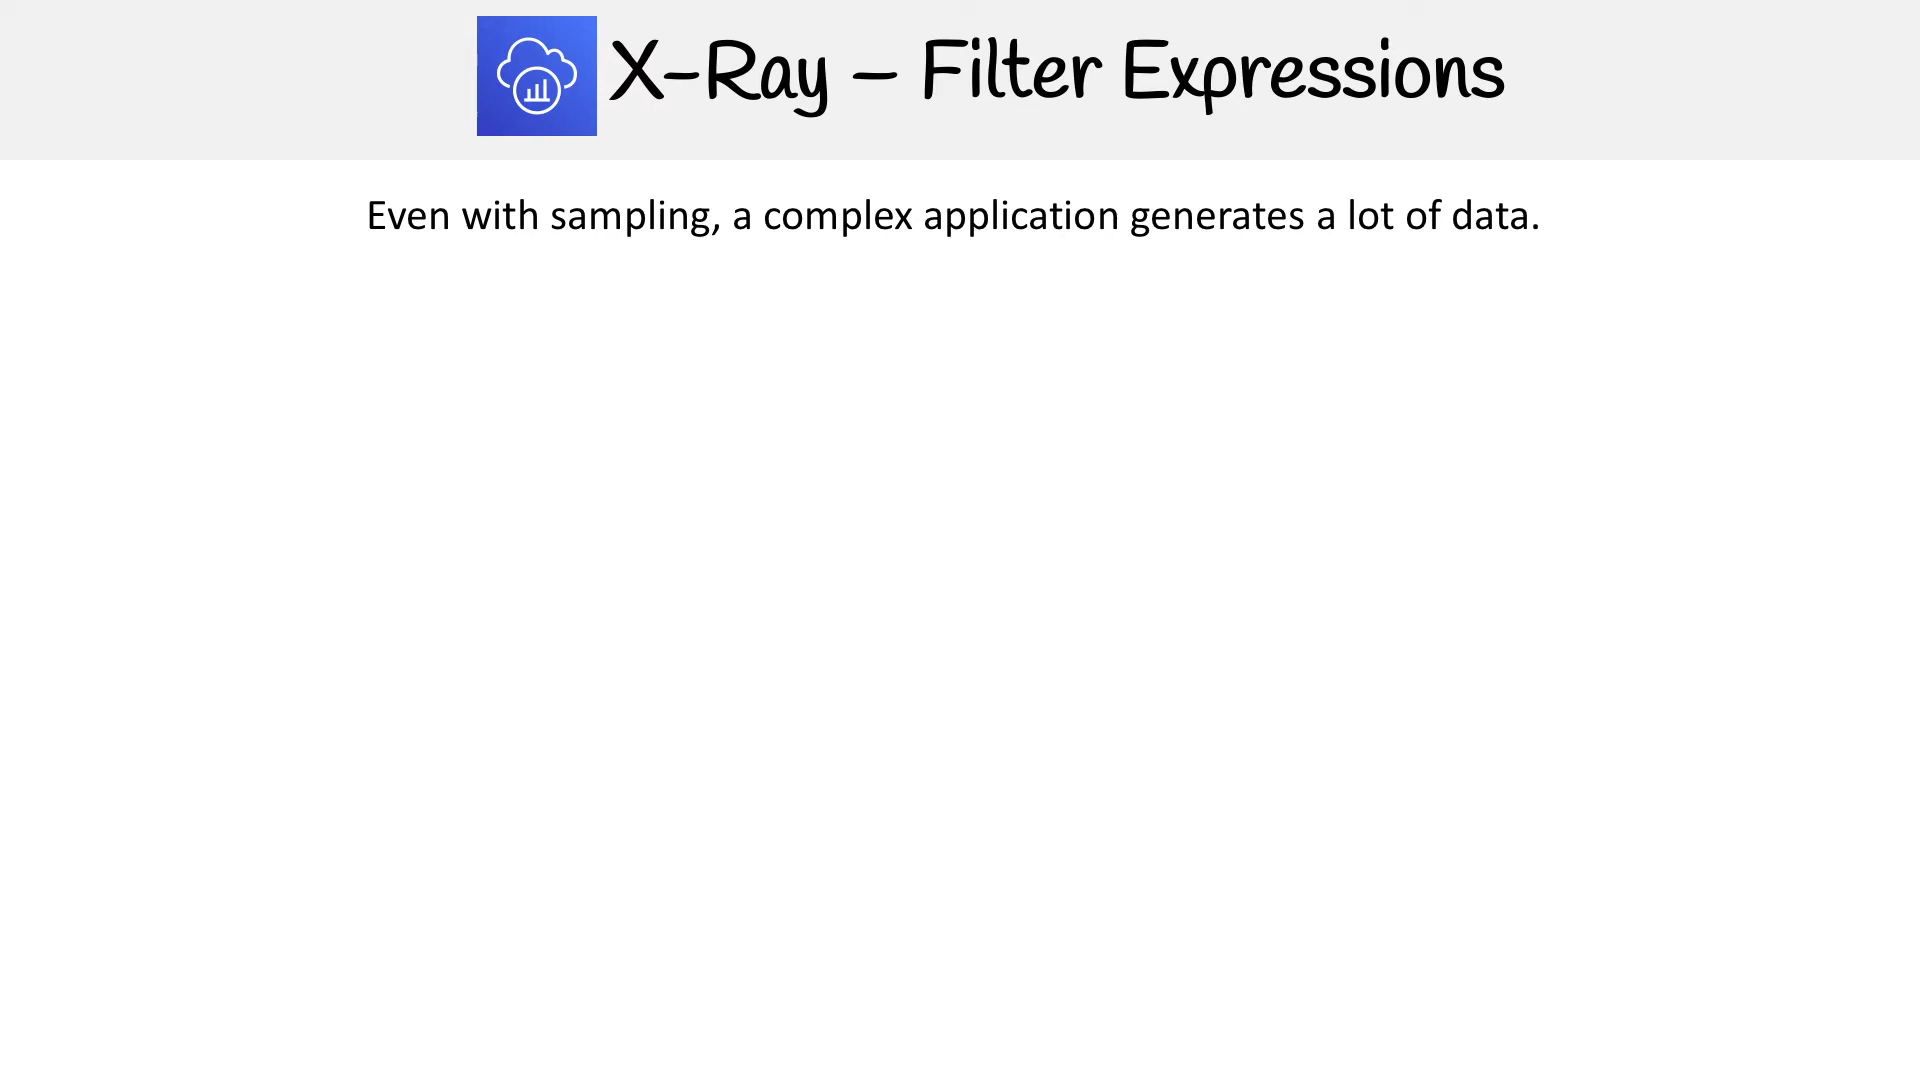 X-Ray – Filter Expressions
Even with sampling, a complex application generates a lot of data.